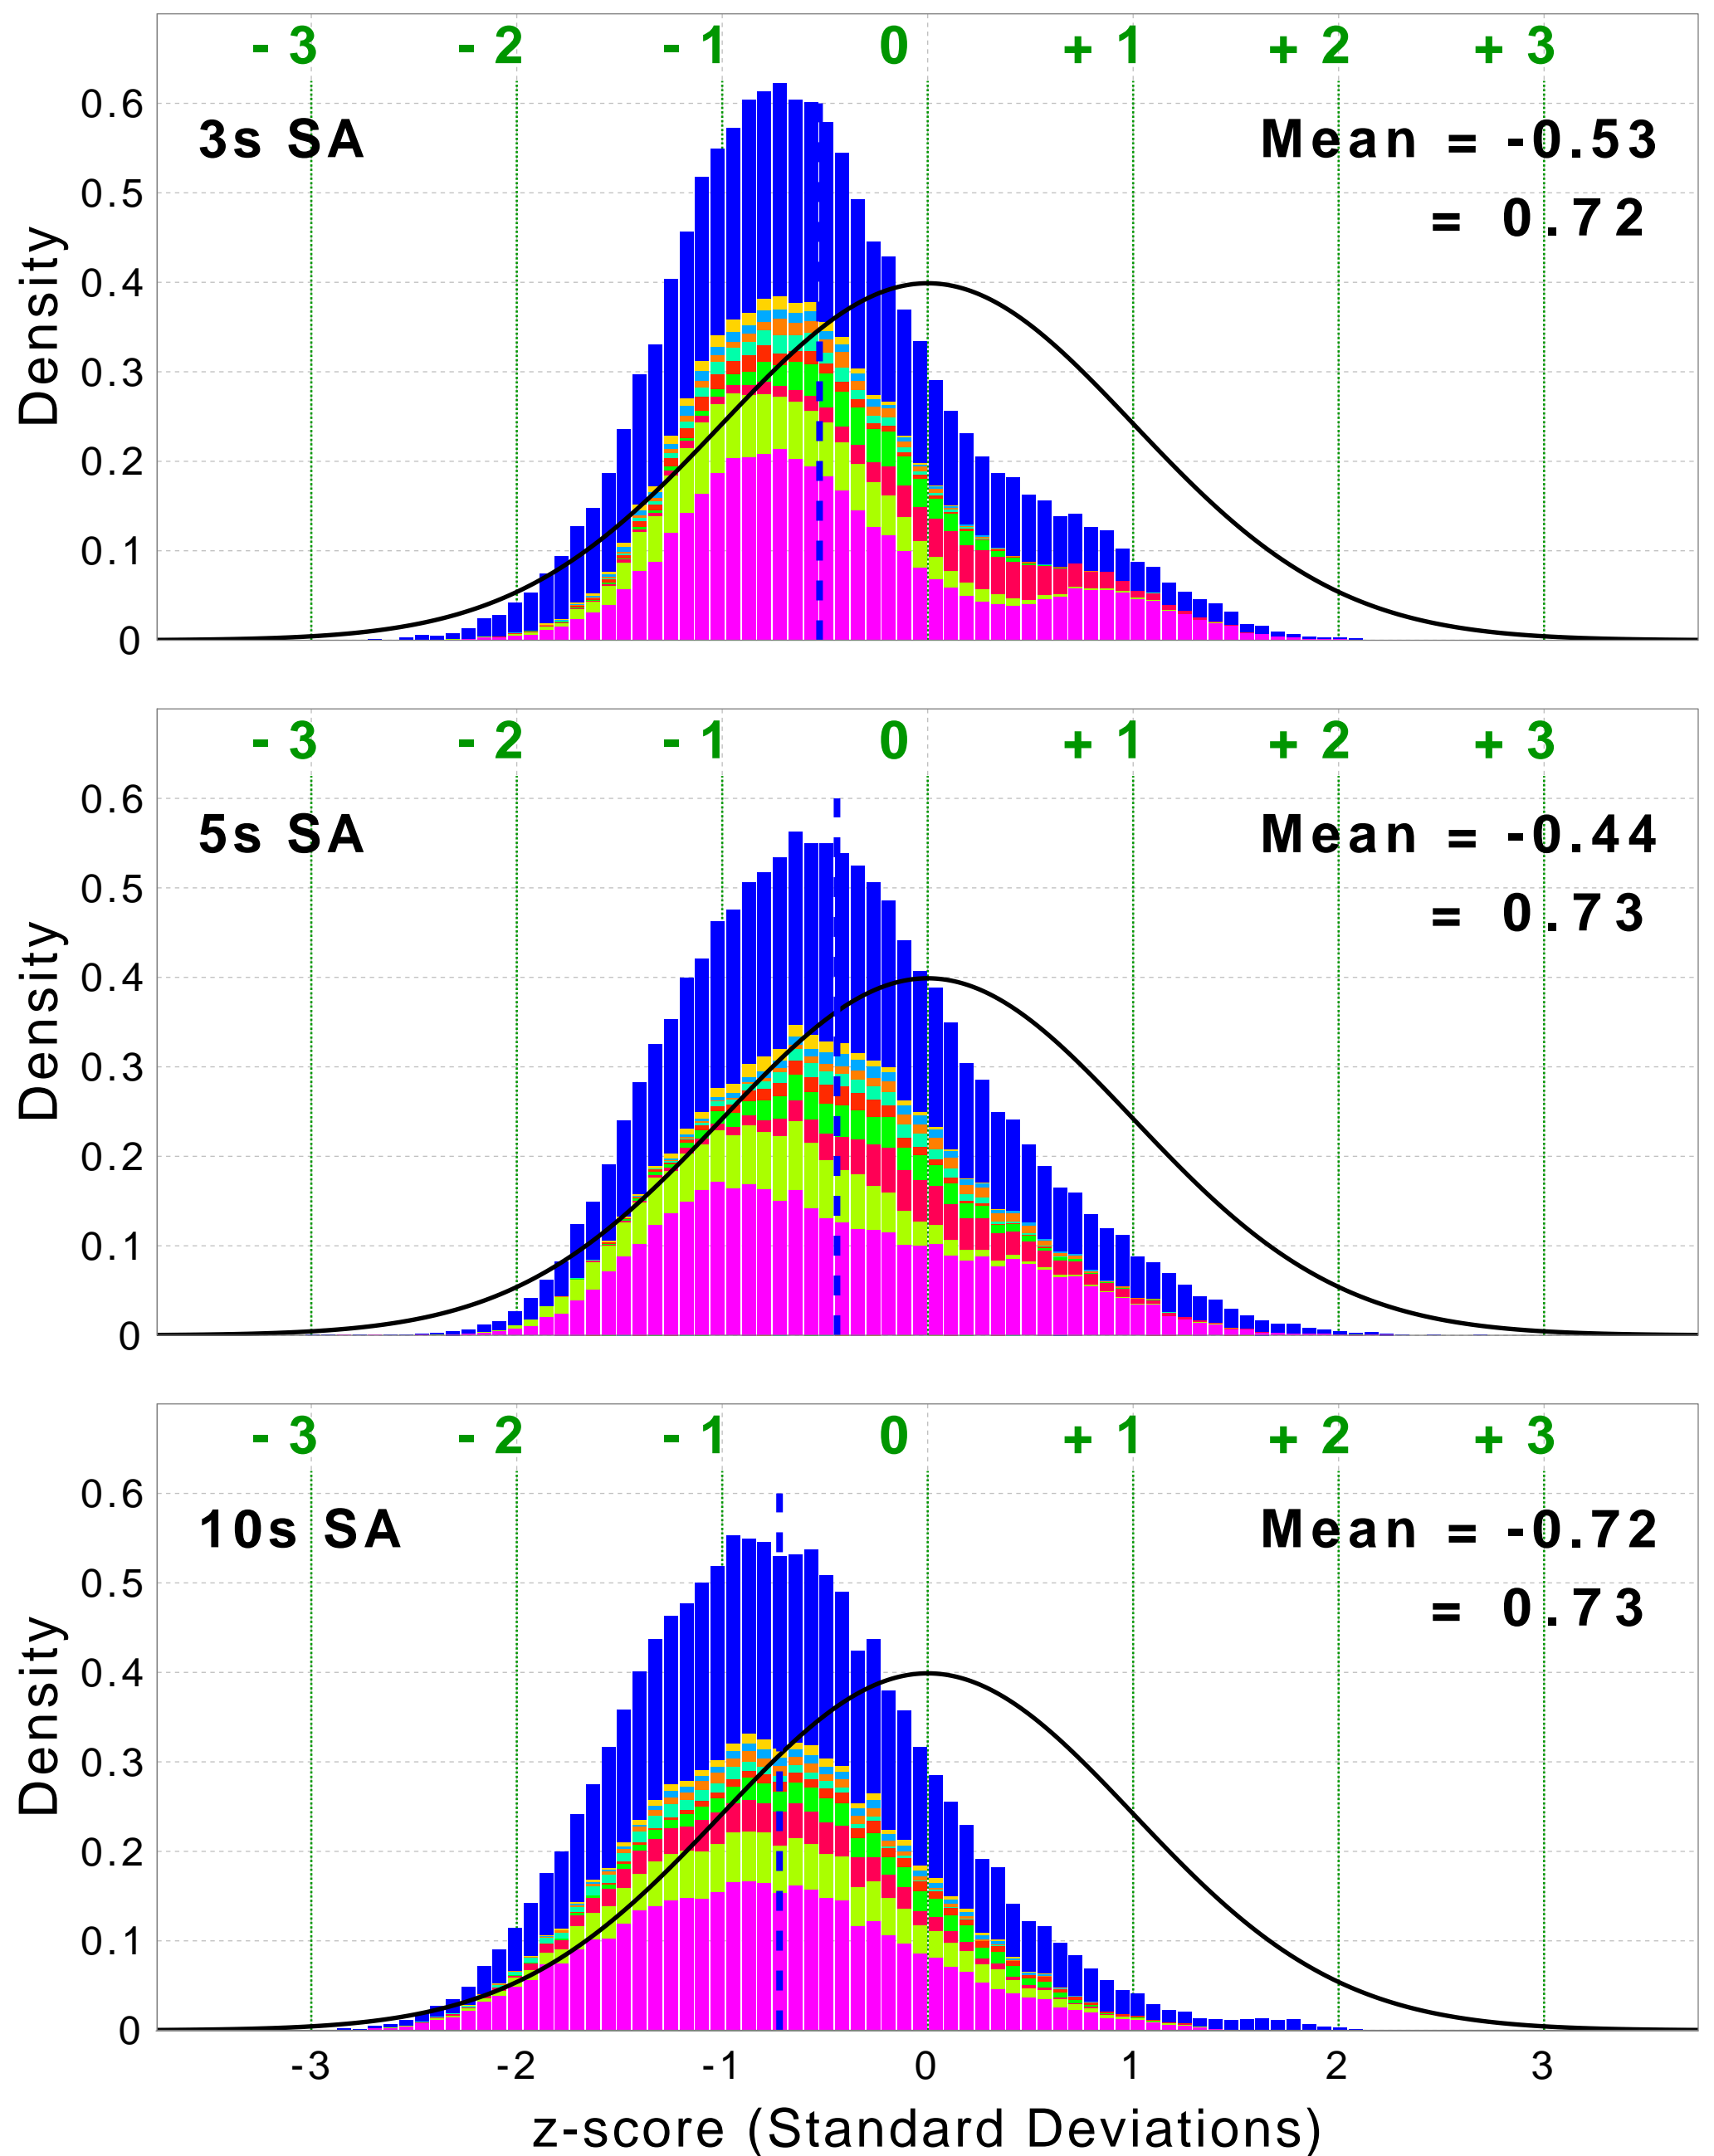 - 3 - 2 - 1 0 + 1 + 2 + 3
0.6
3s SA
Mean = -0.53
0.5
= 0.72
Density
0.4
0.3
0.2
0.1
0
- 3 - 2 - 1 0 + 1 + 2 + 3
0.6
5s SA
Mean = -0.44
0.5
= 0.73
Density
0.4
0.3
0.2
0.1
0
- 3 - 2 - 1 0 + 1 + 2 + 3
0.6
10s SA
Mean = -0.72
0.5
= 0.73
Density
0.4
0.3
0.2
0.1
0
-3 -2 -1 0 1 2 3
z-score (Standard Deviations)